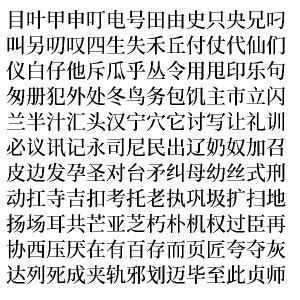 目叶甲申叮电号田由史只央兄叼
叫另叨叹四生失禾丘付仗代仙们
仪白仔他斥瓜乎丛令用甩印乐句
匆册犯外处冬鸟务包饥主市立闪
兰半汁汇头汉宁穴它讨写让礼训
必议讯记永司尼民出辽奶奴加召
皮边发孕圣对台矛纠母幼丝式刑
动扛寺吉扣考托老执巩圾扩扫地
扬场耳共芒亚芝朽朴机权过臣再
协西压厌在有百存而页匠夸夺灰
达列死成夹轨邪划迈毕至此贞师